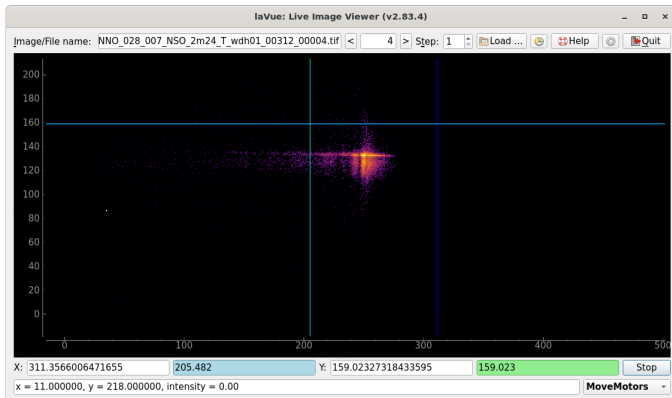 laVue: Live Image Viewer (v2.83.4)
Image/File name: NNO_028_007_NSO_2m24_T_wdh01_00312_00004.tif < 4 > Step: 1 Load ... Help Quit
200
180
160
140
120
100
80
60
40
20
0
0 100 200 300 400 500
X: 311.3566006471655 205.482 Y: 159.02327318433595 159.023 Stop
x = 11.000000, y = 218.000000, intensity = 0.00 MoveMotors